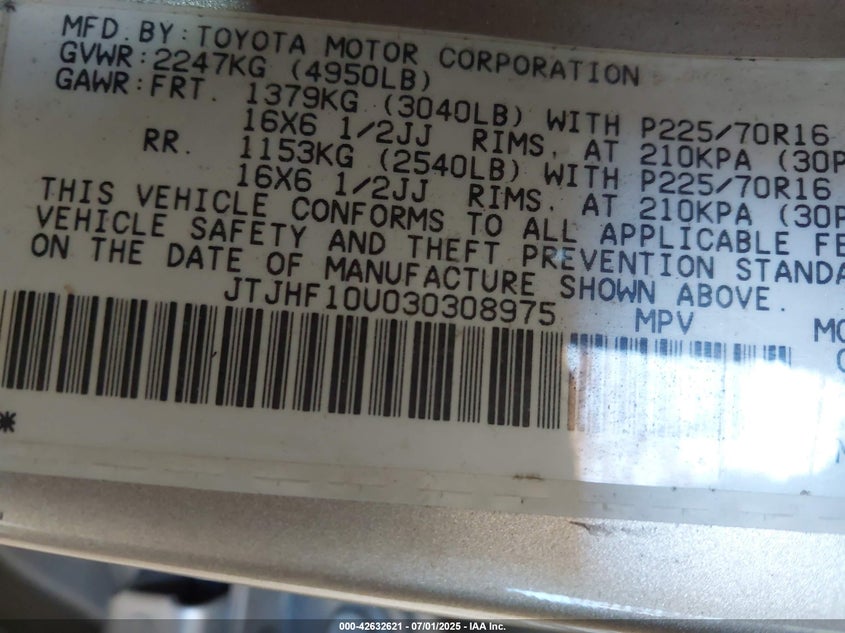 MFD. BY: TOYOTA MOTOR CORPORATION
GVWR: 2247KG (4950LB)
GAWR: FRT. 1379KG (3040LB) WITH P225/70R16
16X6 1/2JJ RIMS, AT 210KPA (30P
RR. 1153KG (2540LB) WITH P225/70R16
16X6 1/2JJ RIMS. AT 210KPA (30P
THIS VEHICLE CONFORMS TO ALL APPLICABLE FE
VEHICLE SAFETY AND THEFT PREVENTION STANDA
ON THE DATE OF MANUFACTURE SHOWN ABOVE.
JTJHF10U030308975 MPV
MO
*
000-42632621 - 07/01/2025 - IAA Inc.